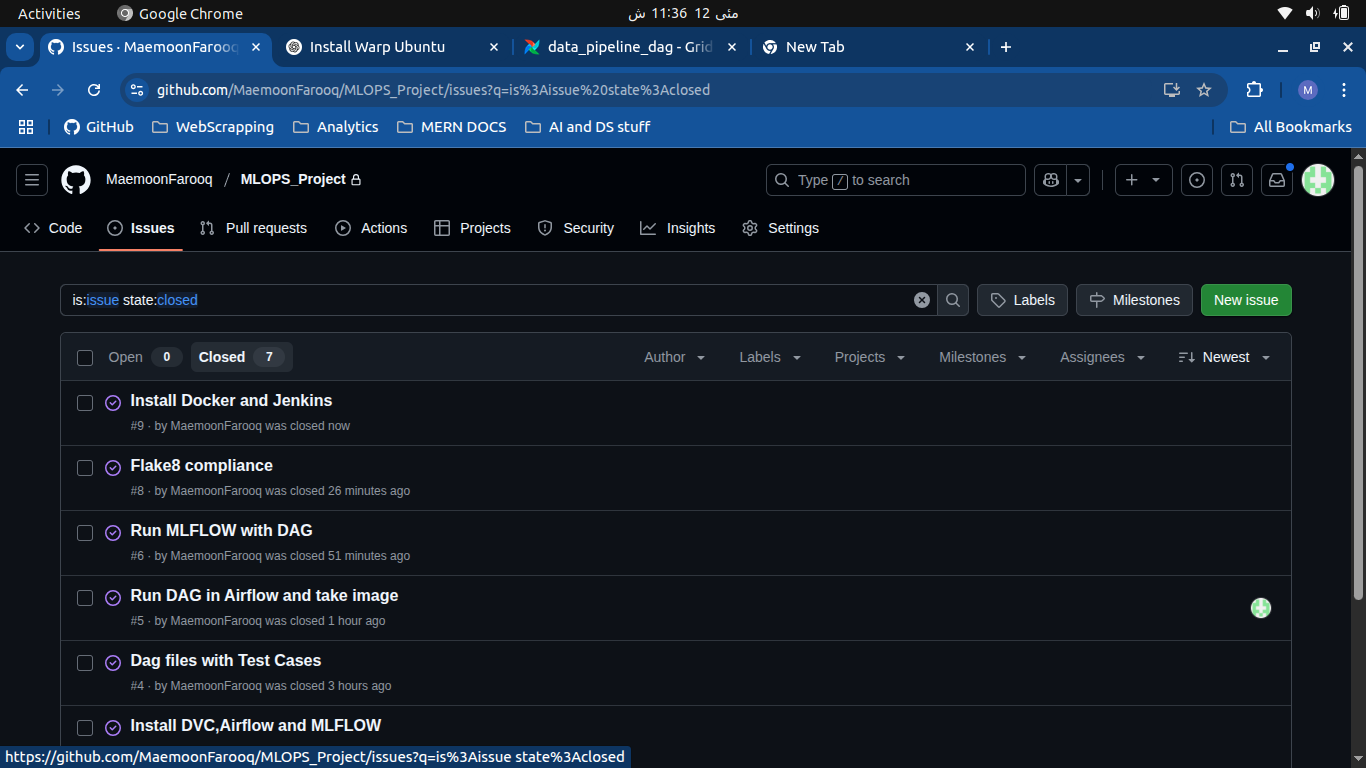 Activities Google Chrome مئی 12 11:36 ش
Issues · MaemoonFarooq Install Warp Ubuntu data_pipeline_dag - Grid New Tab
github.com/MaemoonFarooq/MLOPS_Project/issues?q=is%3Aissue%20state%3Aclosed M
GitHub WebScrapping Analytics MERN DOCS AI and DS stuff All Bookmarks
MaemoonFarooq / MLOPS_Project Type / to search
Code Issues Pull requests Actions Projects Security Insights Settings
is:issue state:closed Labels Milestones New issue
Open 0 Closed 7 Author Labels Projects Milestones Assignees Newest
Install Docker and Jenkins
#9 · by MaemoonFarooq was closed now
Flake8 compliance
#8 · by MaemoonFarooq was closed 26 minutes ago
Run MLFLOW with DAG
#6 · by MaemoonFarooq was closed 51 minutes ago
Run DAG in Airflow and take image
#5 · by MaemoonFarooq was closed 1 hour ago
Dag files with Test Cases
#4 · by MaemoonFarooq was closed 3 hours ago
Install DVC,Airflow and MLFLOW
https://github.com/MaemoonFarooq/MLOPS_Project/issues?q=is%3Aissue state%3Aclosed